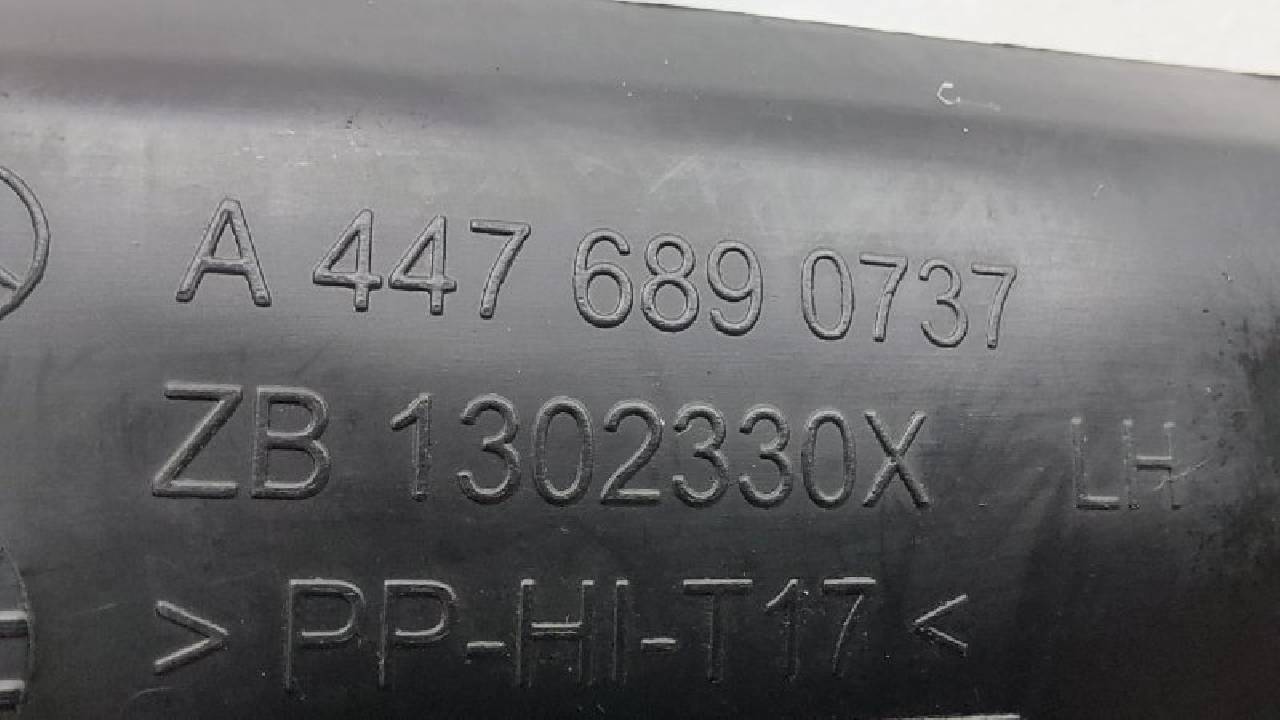 A 447 689 0737
ZB 1302330X LH
> PP-HI-T17 <